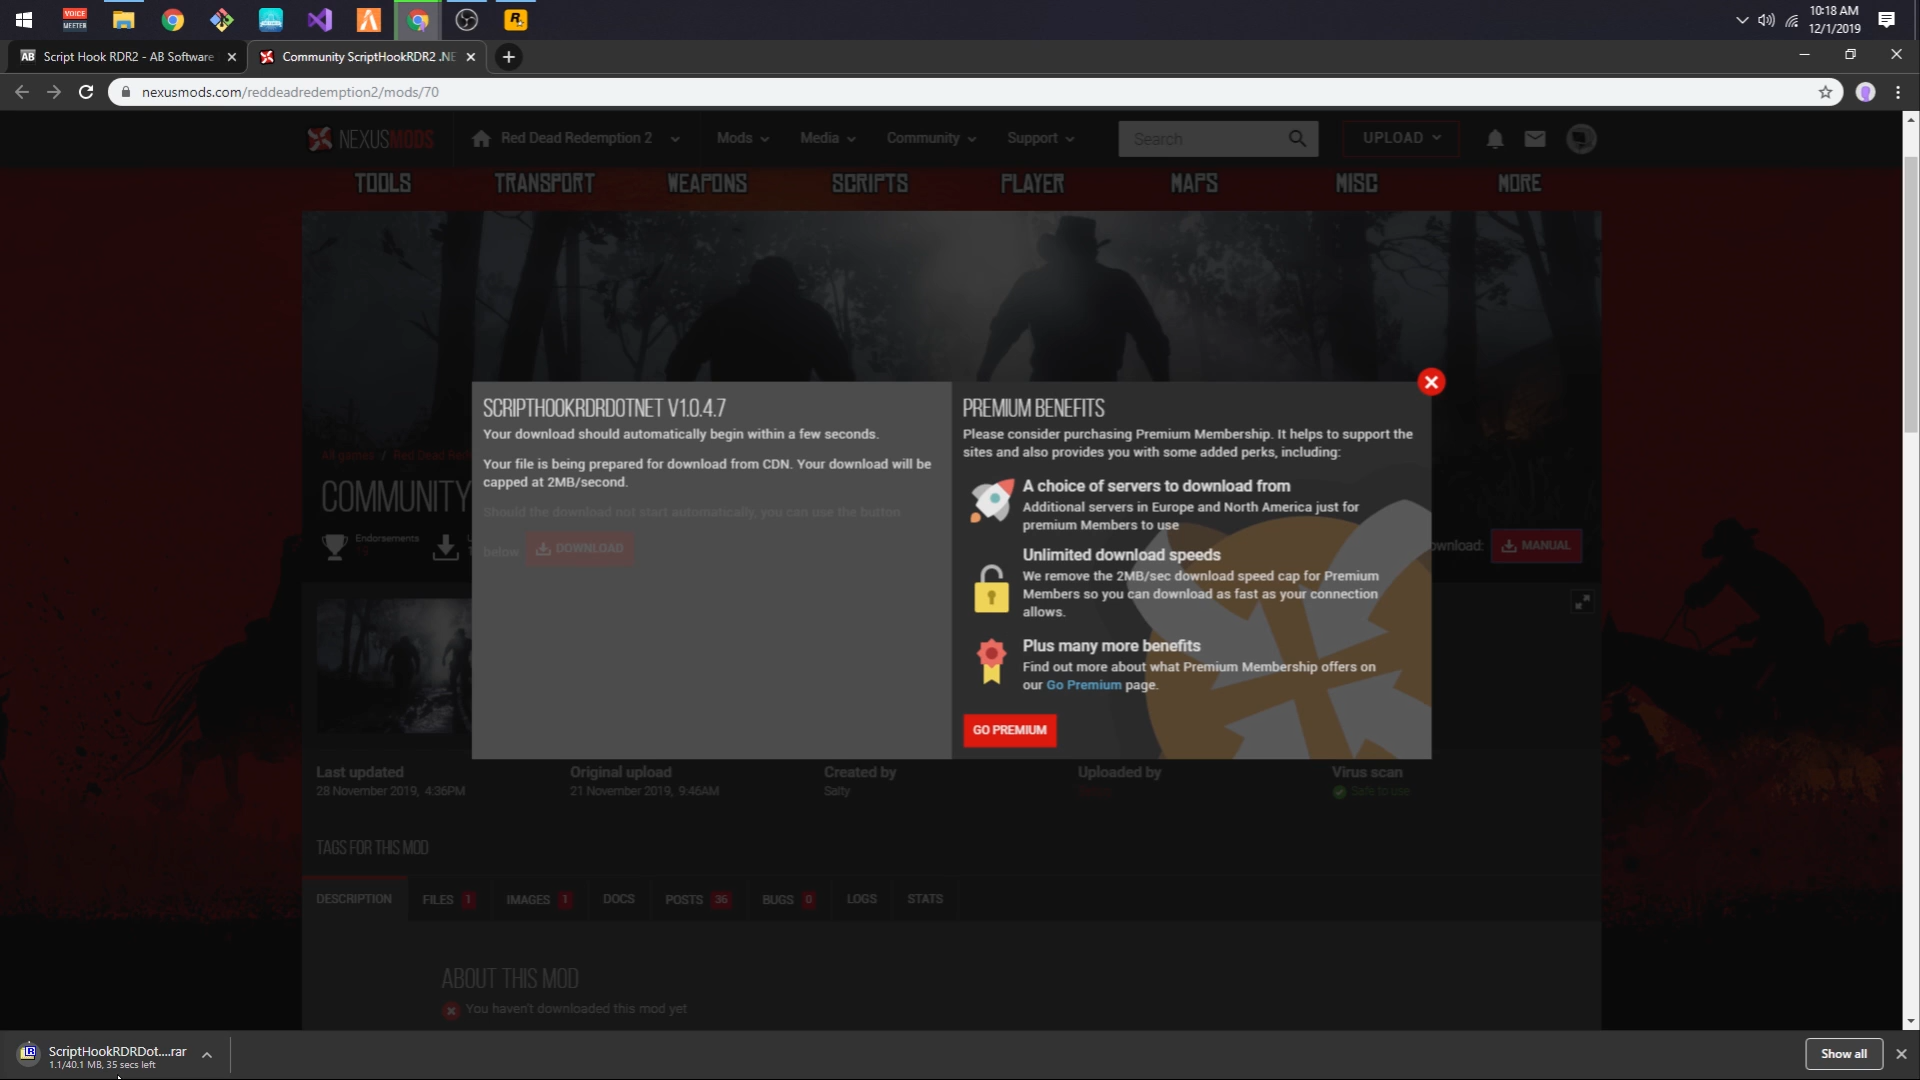 VOICE
MEETER
10:18 AM
12/1/2019
AB Script Hook RDR2 - AB Software
Community ScriptHookRDR2 .NE
nexusmods.com/reddeadredemption2/mods/70
NEXUSMODS
Red Dead Redemption 2
Mods
Media
Community
Support
Search
UPLOAD
TOOLS
TRANSPORT
WEAPONS
SCRIPTS
PLAYER
MAPS
MISC
MORE
All games / Red Dead
COMMUNITY
Endorsements
SCRIPTHOOKRDRDOTNET V1.0.4.7
Your download should automatically begin within a few seconds.
Your file is being prepared for download from CDN. Your download will be
capped at 2MB/second.
Should the download not start automatically, you can use the button
below DOWNLOAD
PREMIUM BENEFITS
Please consider purchasing Premium Membership. It helps to support the
sites and also provides you with some added perks, including:
A choice of servers to download from
Additional servers in Europe and North America just for
premium Members to use
Unlimited download speeds
We remove the 2MB/sec download speed cap for Premium
Members so you can download as fast as your connection
allows.
Plus many more benefits
Find out more about what Premium Membership offers on
our Go Premium page.
GO PREMIUM
ownload:
MANUAL
Last updated
28 November 2019, 4:36PM
Original upload
21 November 2019, 9:46AM
Created by
Salty
Uploaded by
Virus scan
Safe to use
TAGS FOR THIS MOD
DESCRIPTION
FILES 1
IMAGES 1
DOCS
POSTS 36
BUGS 0
LOGS
STATS
ABOUT THIS MOD
You haven't downloaded this mod yet
ScriptHookRDRDot....rar
1.1/40.1 MB, 35 secs left
Show all